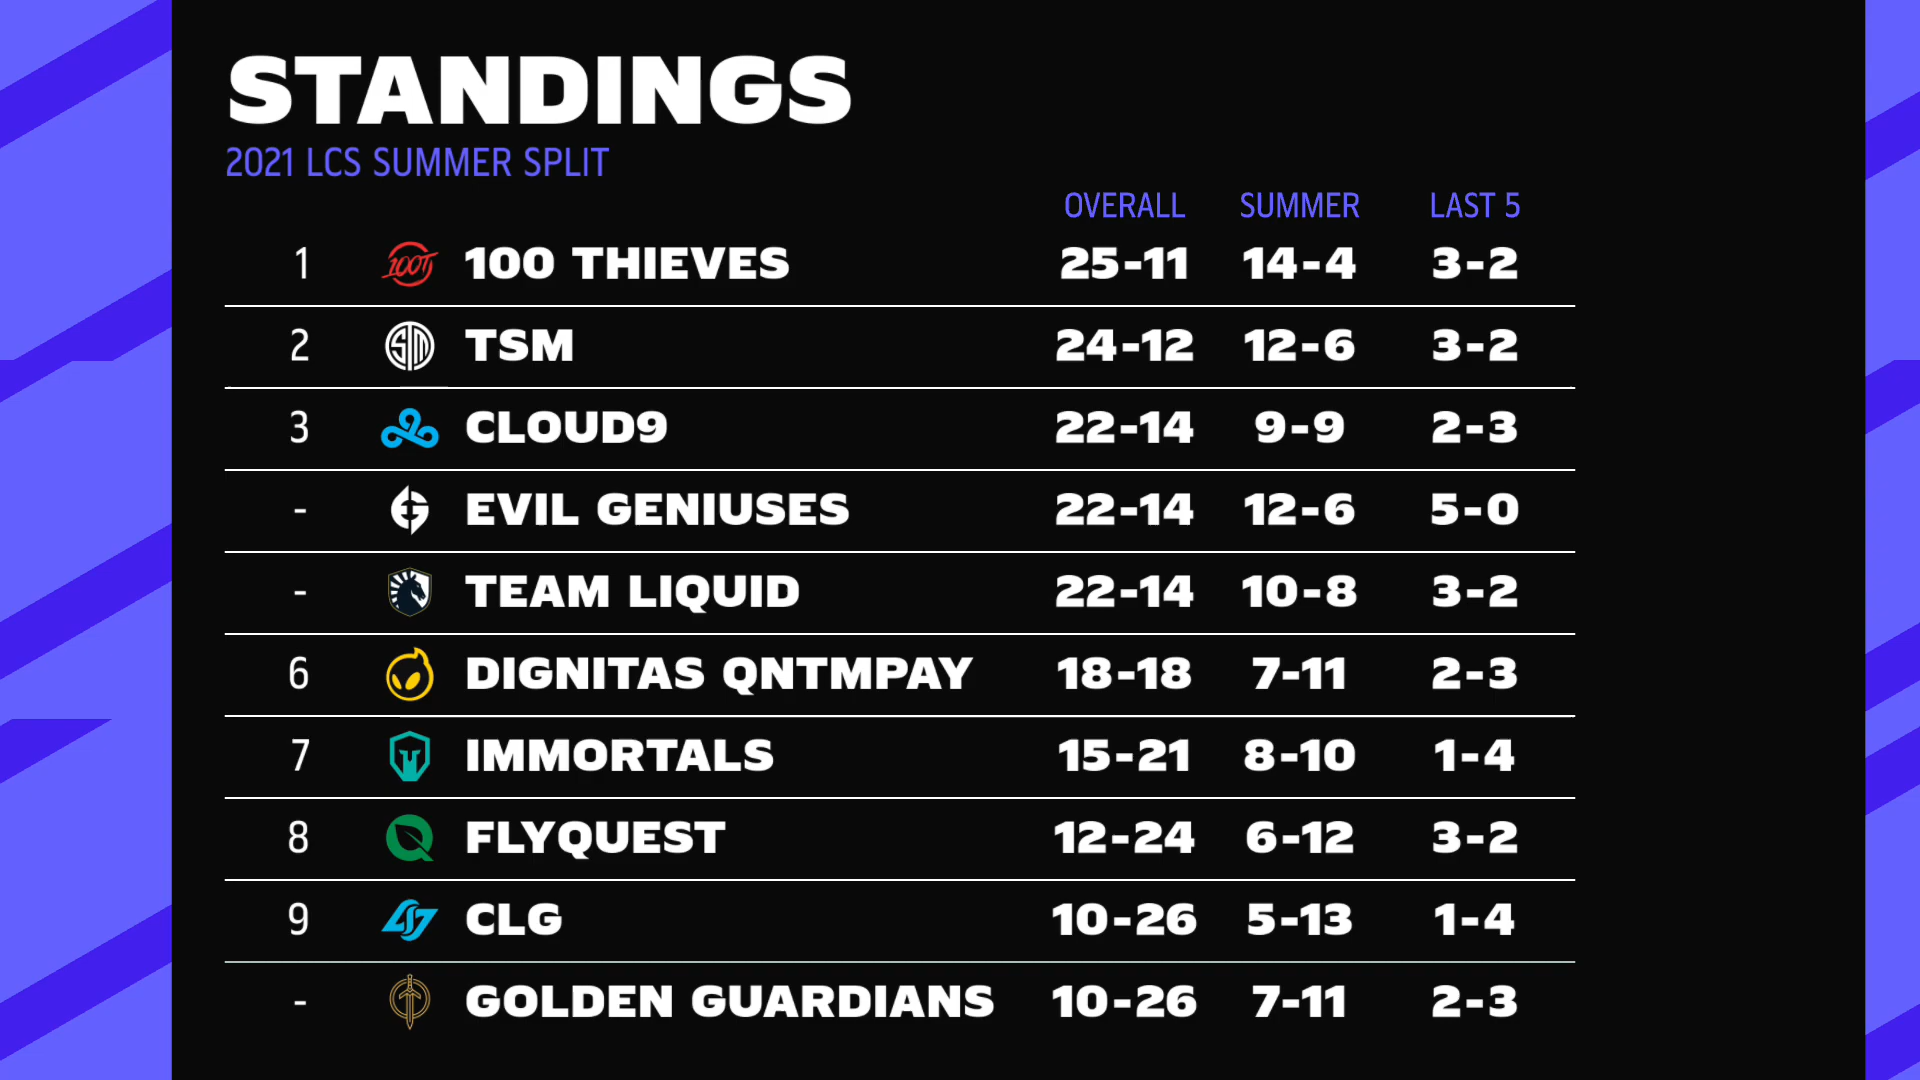 STANDINGS
2021 LCS SUMMER SPLIT
OVERALL SUMMER LAST 5
1 100T 100 THIEVES 25-11 14-4 3-2
2 TSM TSM 24-12 12-6 3-2
3 CLOUD9 22-14 9-9 2-3
- EVIL GENIUSES 22-14 12-6 5-0
- TEAM LIQUID 22-14 10-8 3-2
6 DIGNITAS QNTMPAY 18-18 7-11 2-3
7 IMMORTALS 15-21 8-10 1-4
8 FLYQUEST 12-24 6-12 3-2
9 CLG 10-26 5-13 1-4
- GOLDEN GUARDIANS 10-26 7-11 2-3